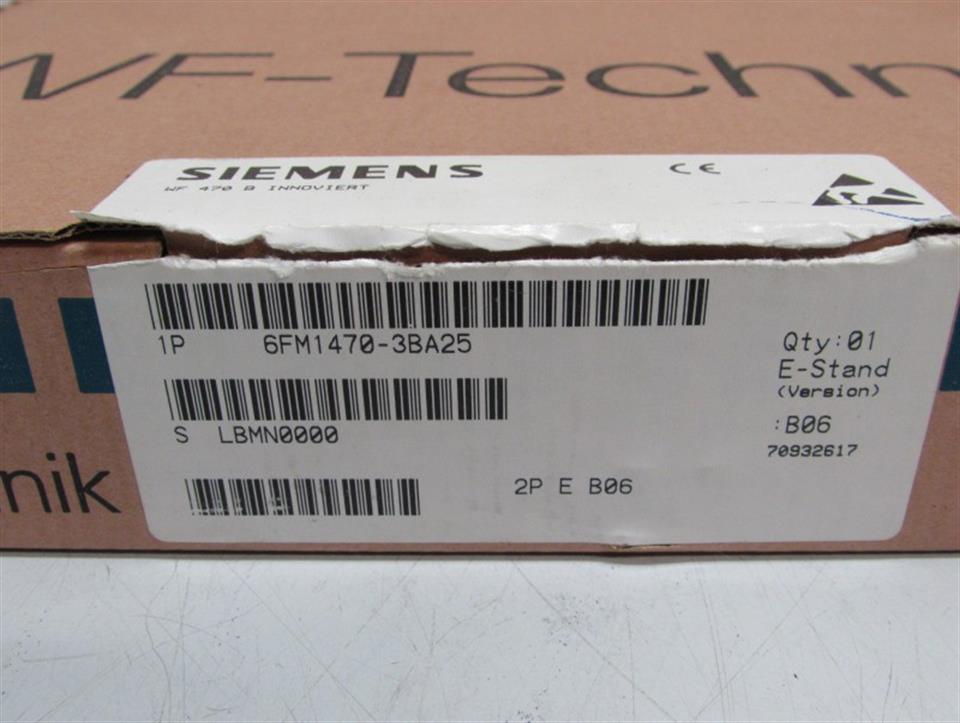 WF-Techn
SIEMENS CE
WF 470 B INNOVIERT
1P 6FM1470-3BA25
Qty:01
E-Stand
(Version)
S LBMN0000
:B06
70932617
2P E B06
nik